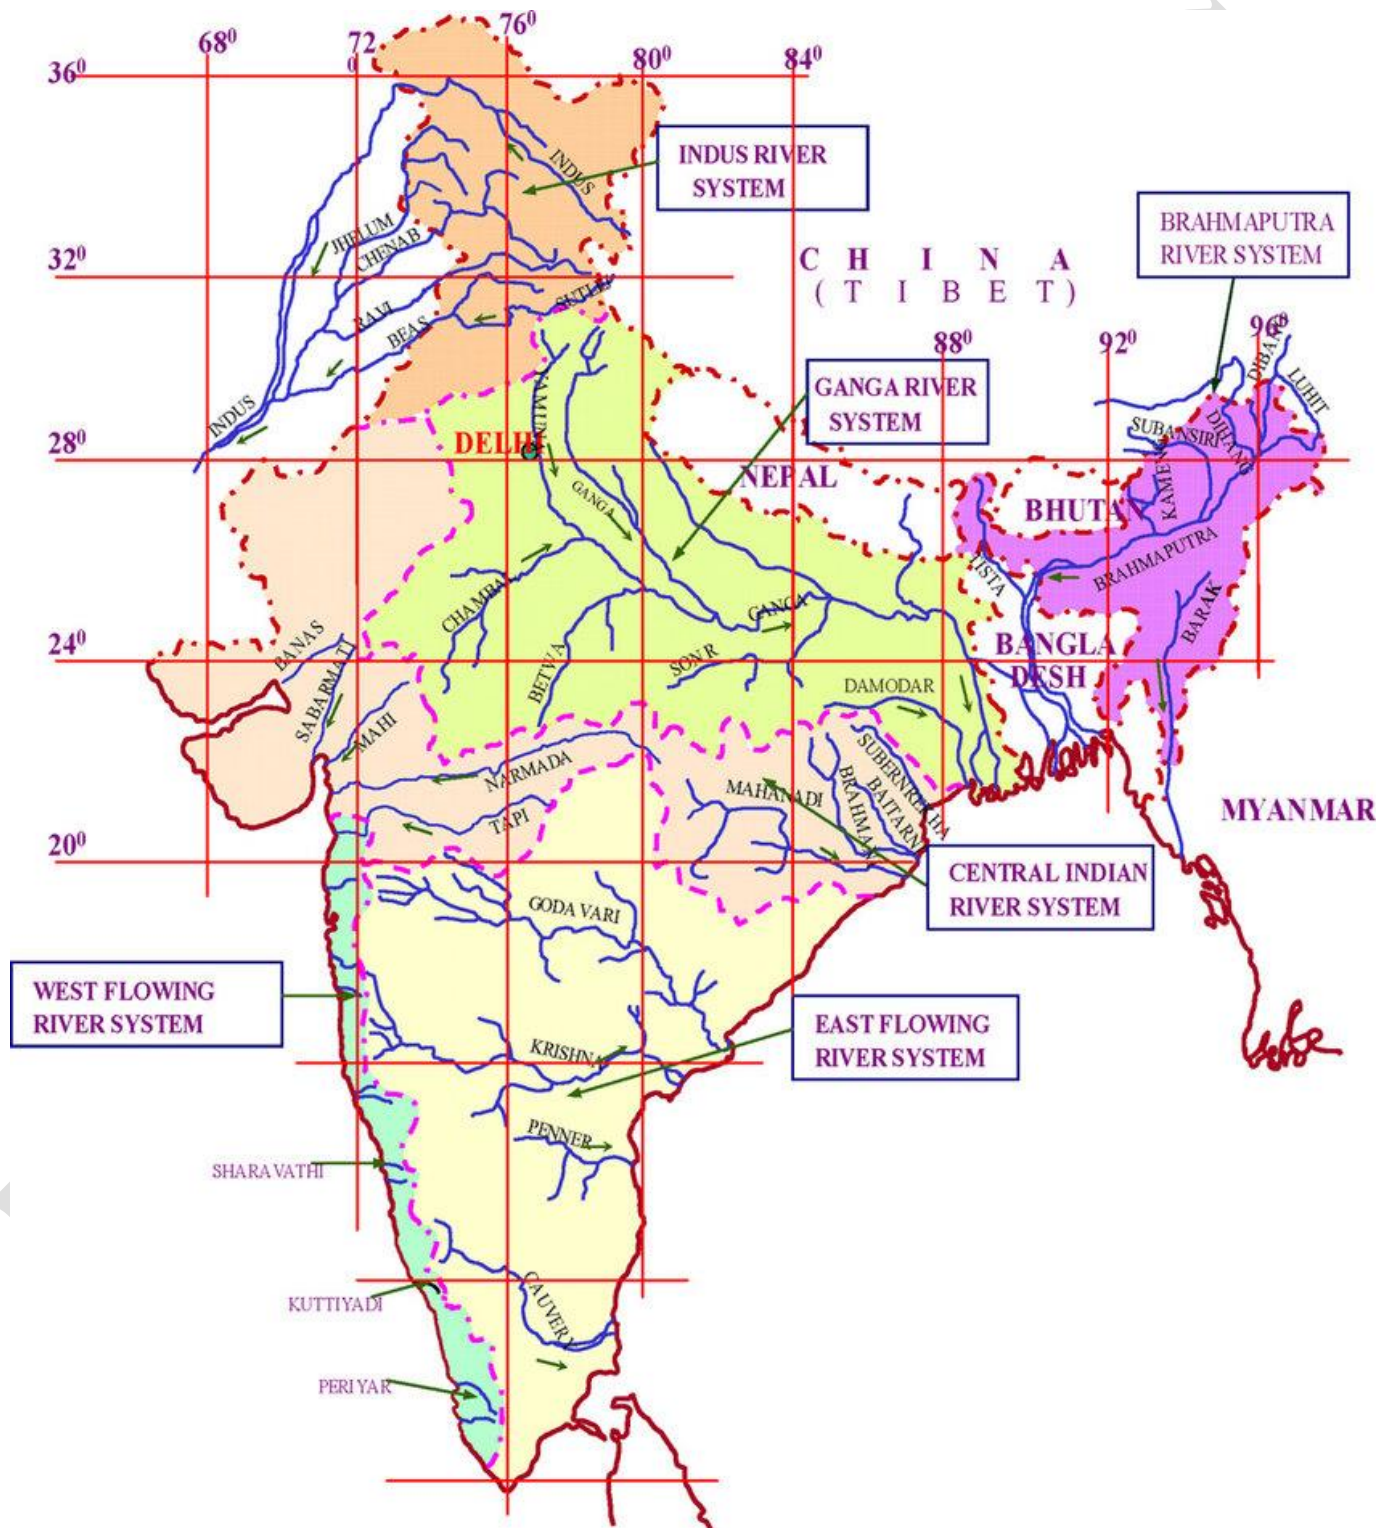 76⁰
68⁰
72
0
80⁰
84⁰
36⁰
INDUS RIVER
SYSTEM
INDUS
BRAHMAPUTRA
RIVER SYSTEM
JHELUM
CHENAB
32⁰
C H I N A
( T I B E T )
SUTLEJ
RAVI
BEAS
88⁰
92⁰
96⁰
DIBANG
LUHIT
GANGA RIVER
SYSTEM
YAMUNA
INDUS
28⁰
DELHI
SUBANSIRI
DIHANG
KAMENG
NEPAL
BHUTAN
GANGA
BRAHMAPUTRA
TISTA
CHAMBAL
GANGA
BARAK
24⁰
BANAS
SABARMATI
MAHI
BETWA
SONR
BANGLA
DESH
DAMODAR
NARMADA
TAPI
MAHANADI
SUBERNREKHA
BAITARNI
BRAHMANI
MYANMAR
20⁰
CENTRAL INDIAN
RIVER SYSTEM
GODAVARI
WEST FLOWING
RIVER SYSTEM
EAST FLOWING
RIVER SYSTEM
KRISHNA
PENNER
SHARAVATHI
CAUVERY
KUTTIYADI
PERIYAR